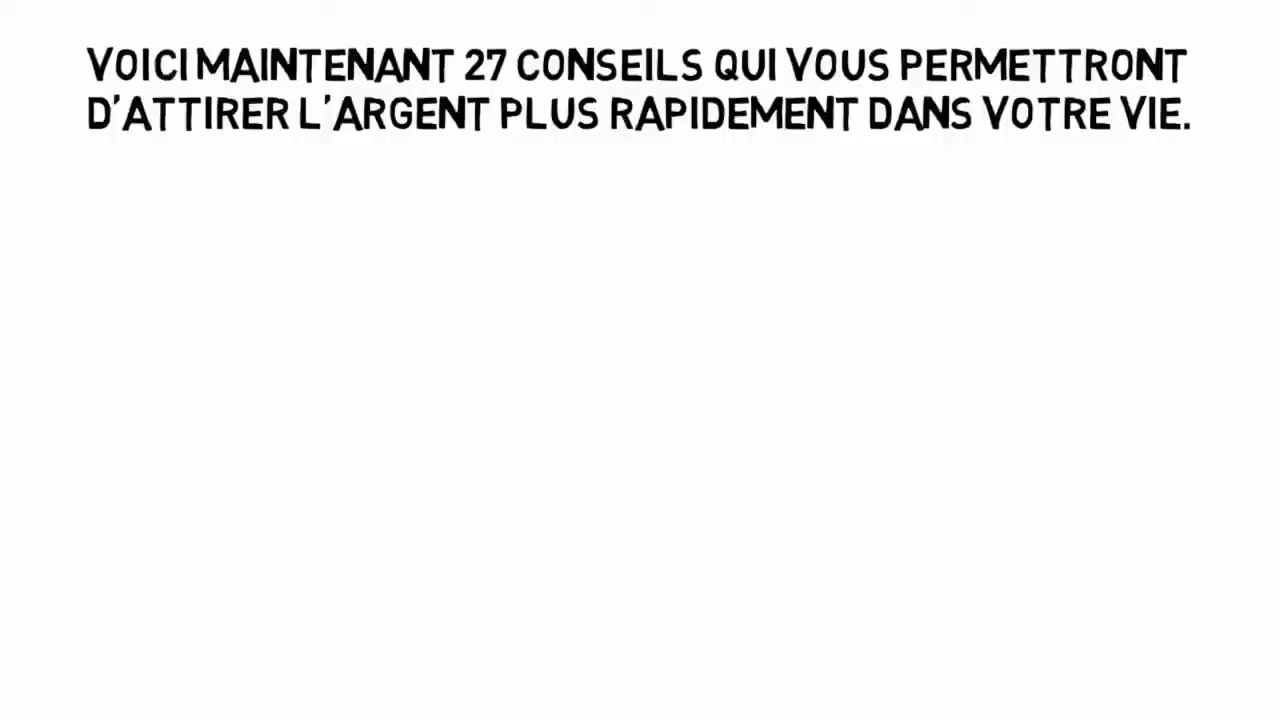 VOICI MAINTENANT 27 CONSEILS QUI VOUS PERMETTRONT
D'ATTIRER L'ARGENT PLUS RAPIDEMENT DANS VOTRE VIE.